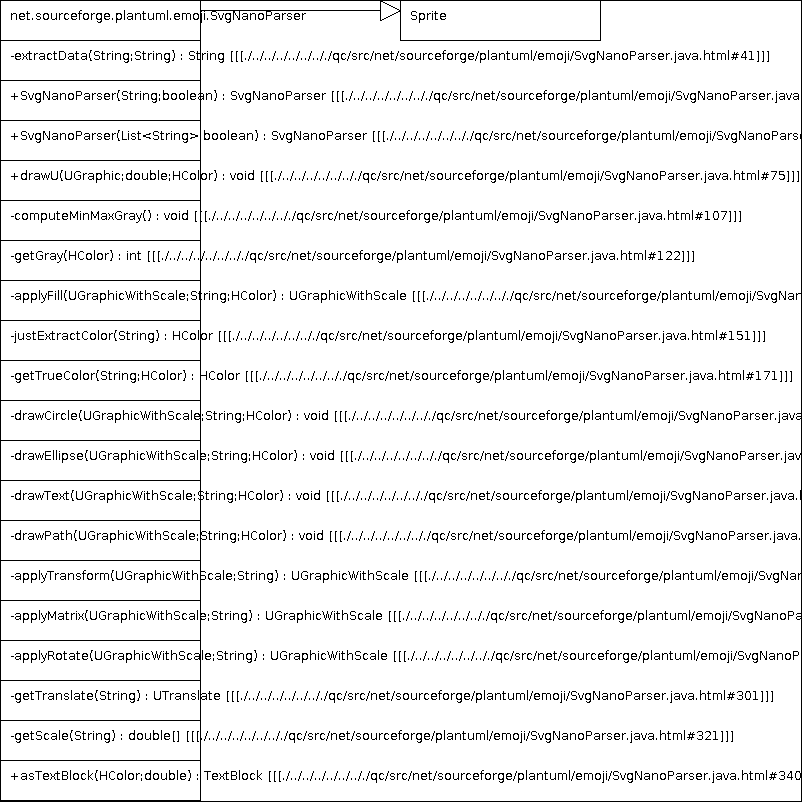 net.sourceforge.plantuml.emoji.SvgNanoParser
Sprite
-extractData(String;String) : String [[[./../../../../../../../qc/src/net/sourceforge/plantuml/emoji/SvgNanoParser.java.html#41]]]
+SvgNanoParser(String;boolean) : SvgNanoParser [[[./../../../../../../../qc/src/net/sourceforge/plantuml/emoji/SvgNanoParser.java
+SvgNanoParser(List<String> boolean) : SvgNanoParser [[[./../../../../../../../qc/src/net/sourceforge/plantuml/emoji/SvgNanoPars
+drawU(UGraphic;double;HColor) : void [[[./../../../../../../../qc/src/net/sourceforge/plantuml/emoji/SvgNanoParser.java.html#75]]]
-computeMinMaxGray() : void [[[./../../../../../../../qc/src/net/sourceforge/plantuml/emoji/SvgNanoParser.java.html#107]]]
-getGray(HColor) : int [[[./../../../../../../../qc/src/net/sourceforge/plantuml/emoji/SvgNanoParser.java.html#122]]]
-applyFill(UGraphicWithScale;String;HColor) : UGraphicWithScale [[[./../../../../../../../qc/src/net/sourceforge/plantuml/emoji/SvgNan
-justExtractColor(String) : HColor [[[./../../../../../../../qc/src/net/sourceforge/plantuml/emoji/SvgNanoParser.java.html#151]]]
-getTrueColor(String;HColor) : HColor [[[./../../../../../../../qc/src/net/sourceforge/plantuml/emoji/SvgNanoParser.java.html#171]]]
-drawCircle(UGraphicWithScale;String;HColor) : void [[[./../../../../../../../qc/src/net/sourceforge/plantuml/emoji/SvgNanoParser.java
-drawEllipse(UGraphicWithScale;String;HColor) : void [[[./../../../../../../../qc/src/net/sourceforge/plantuml/emoji/SvgNanoParser.jav
-drawText(UGraphicWithScale;String;HColor) : void [[[./../../../../../../../qc/src/net/sourceforge/plantuml/emoji/SvgNanoParser.java.
-drawPath(UGraphicWithScale;String;HColor) : void [[[./../../../../../../../qc/src/net/sourceforge/plantuml/emoji/SvgNanoParser.java.
-applyTransform(UGraphicWithScale;String) : UGraphicWithScale [[[./../../../../../../../qc/src/net/sourceforge/plantuml/emoji/SvgNan
-applyMatrix(UGraphicWithScale;String) : UGraphicWithScale [[[./../../../../../../../qc/src/net/sourceforge/plantuml/emoji/SvgNanoPa
-applyRotate(UGraphicWithScale;String) : UGraphicWithScale [[[./../../../../../../../qc/src/net/sourceforge/plantuml/emoji/SvgNanoP
-getTranslate(String) : UTranslate [[[./../../../../../../../qc/src/net/sourceforge/plantuml/emoji/SvgNanoParser.java.html#301]]]
-getScale(String) : double[] [[[./../../../../../../../qc/src/net/sourceforge/plantuml/emoji/SvgNanoParser.java.html#321]]]
+asTextBlock(HColor;double) : TextBlock [[[./../../../../../../../qc/src/net/sourceforge/plantuml/emoji/SvgNanoParser.java.html#340